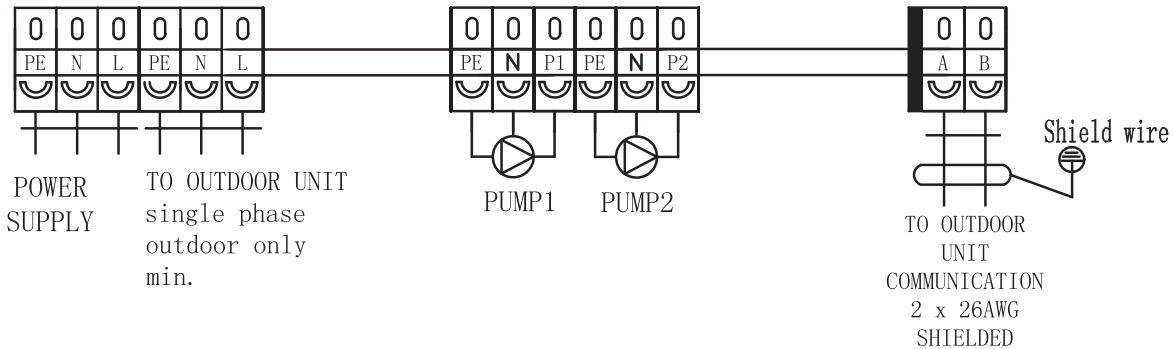 0 0 0 0 0 0
PE N L PE N L
0 0 0 0 0 0
PE N P1 PE N P2
0 0
A B
POWER
SUPPLY
TO OUTDOOR UNIT
single phase
outdoor only
min.
PUMP1
PUMP2
Shield wire
TO OUTDOOR
UNIT
COMMUNICATION
2 x 26AWG
SHIELDED